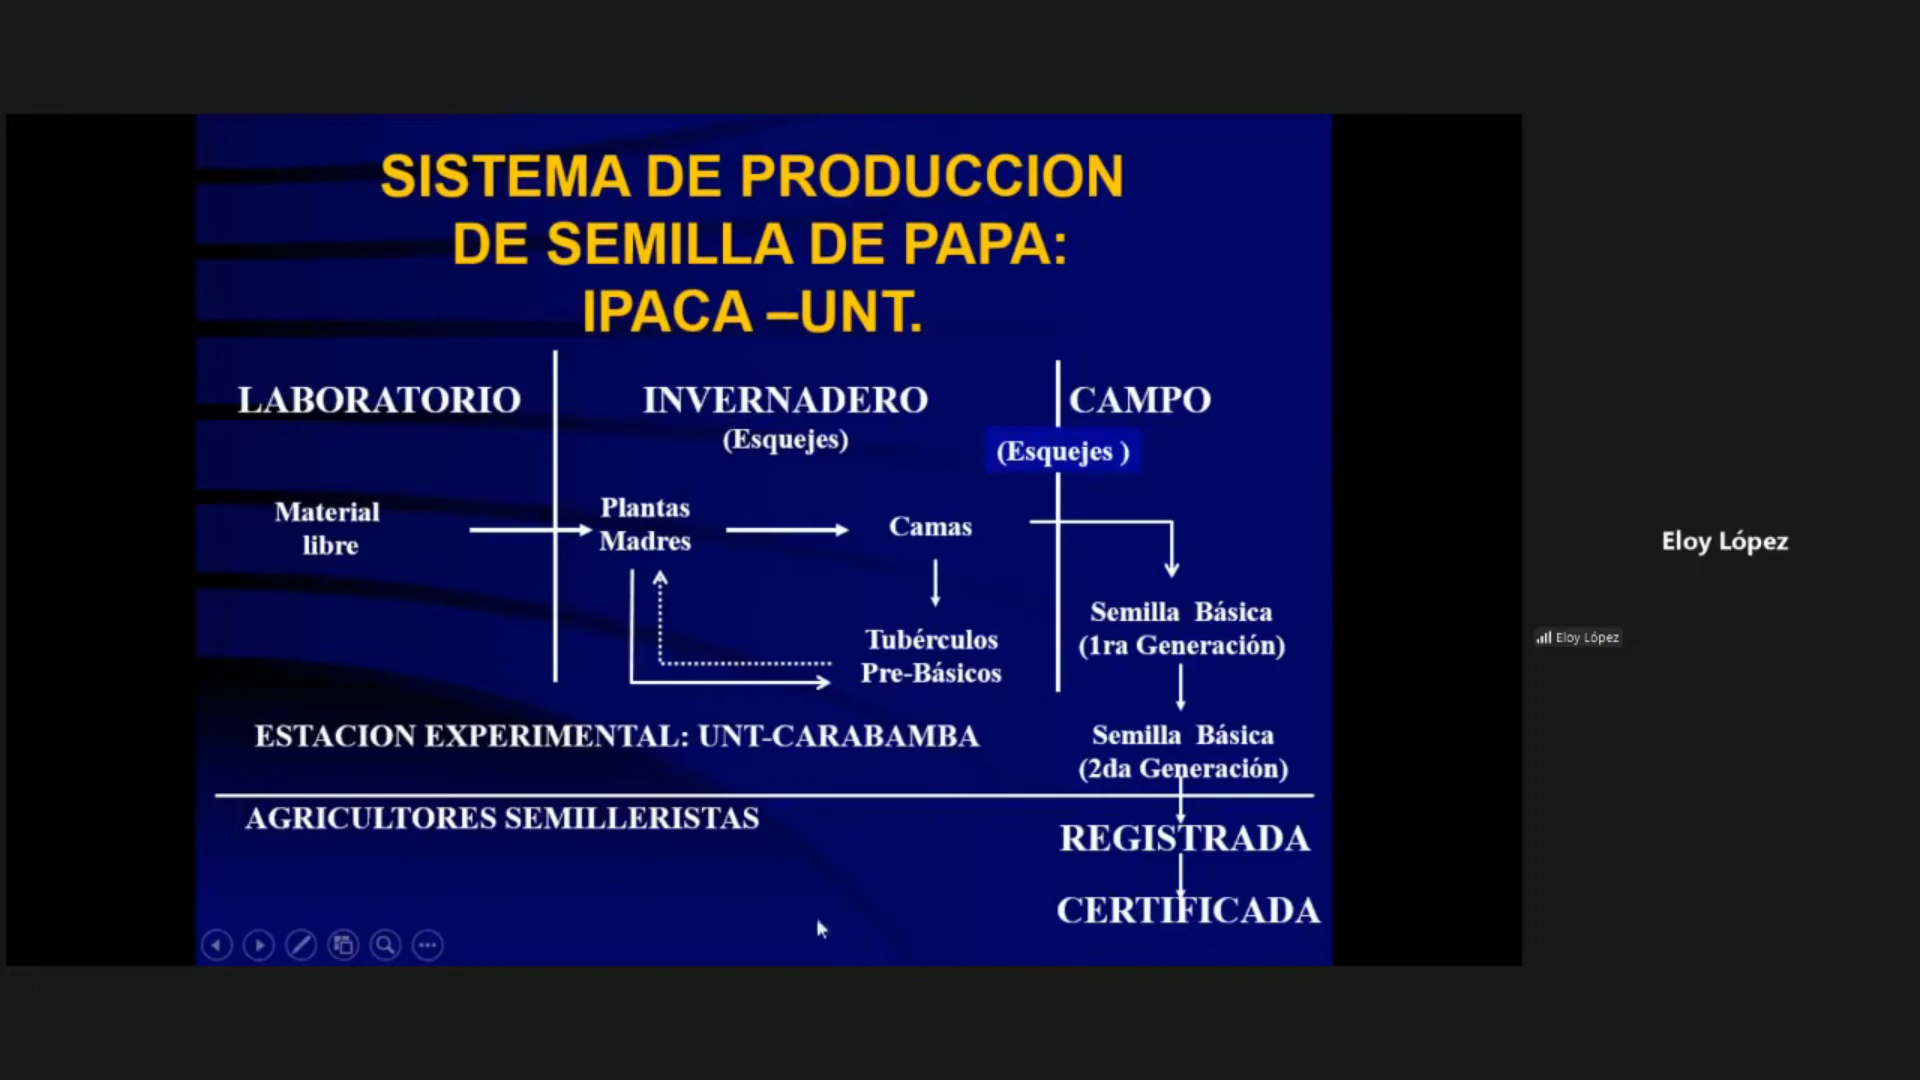 SISTEMA DE PRODUCCION
DE SEMILLA DE PAPA:
IPACA –UNT.
LABORATORIO
INVERNADERO
(Esquejes)
CAMPO
(Esquejes )
Material
libre
Plantas
Madres
Camas
Tubérculos
Pre-Básicos
Semilla Básica
(1ra Generación)
Semilla Básica
(2da Generación)
ESTACION EXPERIMENTAL: UNT-CARABAMBA
AGRICULTORES SEMILLERISTAS
REGISTRADA
CERTIFICADA
Eloy López
Eloy López